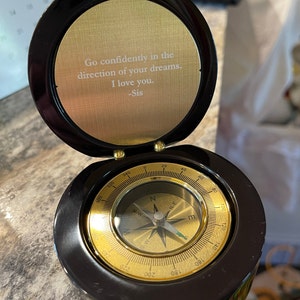 Go confidently in the
direction of your dreams.
I love you.
-Sis